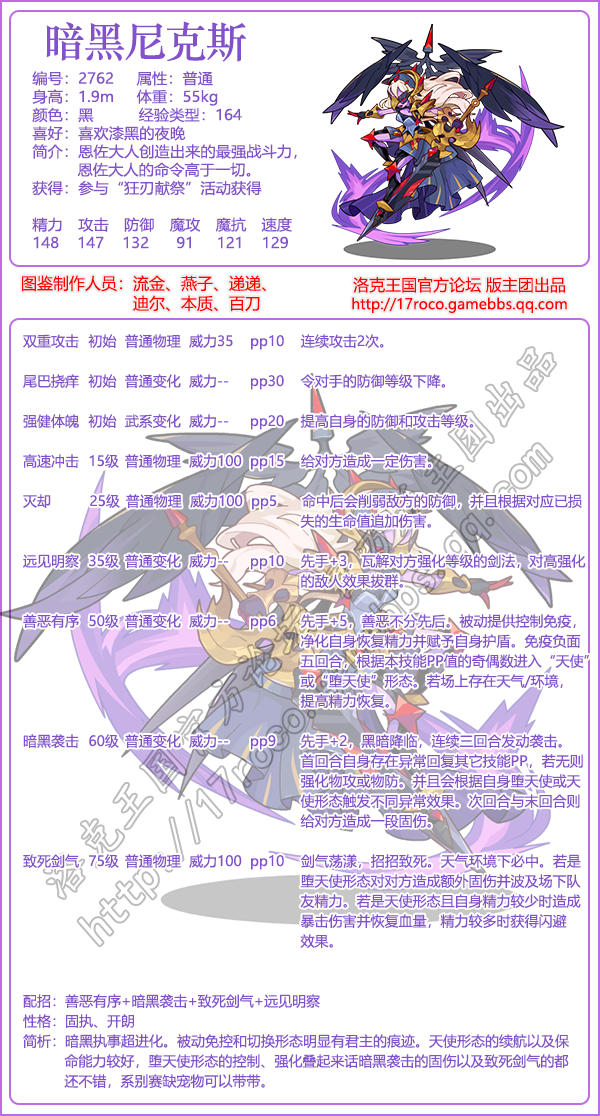 暗黑尼克斯
编号：2762 属性：普通
身高：1.9m 体重：55kg
颜色：黑 经验类型：164
喜好：喜欢漆黑的夜晚
简介：恩佐大人创造出来的最强战斗力，
恩佐大人的命令高于一切。
获得：参与“狂刃献祭”活动获得
精力 攻击 防御 魔攻 魔抗 速度
148 147 132 91 121 129
图鉴制作人员：流金、燕子、递递、
迪尔、本质、百刀
洛克王国官方论坛 版主团出品
http://17roco.gamebbs.qq.com
双重攻击 初始 普通物理 威力35 pp10 连续攻击2次。
尾巴挠痒 初始 普通变化 威力-- pp30 令对手的防御等级下降。
强健体魄 初始 武系变化 威力-- pp20 提高自身的防御和攻击等级。
高速冲击 15级 普通物理 威力100 pp15 给对方造成一定伤害。
灭却 25级 普通物理 威力100 pp5 命中后会削弱敌方的防御，并且根据对应已损
失的生命值追加伤害。
远见明察 35级 普通变化 威力-- pp10 先手+3，瓦解对方强化等级的剑法，对高强化
的敌人效果拔群。
善恶有序 50级 普通变化 威力-- pp6 先手+5，善恶不分先后。被动提供控制免疫，
净化自身恢复精力并赋予自身护盾。免疫负面
五回合，根据本技能PP值的奇偶数进入“天使”
或“堕天使”形态。若场上存在天气/环境，
提高精力恢复。
暗黑袭击 60级 普通变化 威力-- pp9 先手+2，黑暗降临，连续三回合发动袭击。
首回合自身存在异常回复其它技能PP，若无则
强化物攻或物防。并且会根据自身堕天使或天
使形态触发不同异常效果。次回合与末回合则
给对方造成一段固伤。
致死剑气 75级 普通物理 威力100 pp10 剑气荡漾，招招致死。天气环境下必中。若是
堕天使形态对对方造成额外固伤并波及场下队
友精力。若是天使形态且自身精力较少时造成
暴击伤害并恢复血量，精力较多时获得闪避
效果。
配招：善恶有序+暗黑袭击+致死剑气+远见明察
性格：固执、开朗
简析：暗黑执事超进化。被动免控和切换形态明显有君主的痕迹。天使形态的续航以及保
命能力较好，堕天使形态的控制、强化叠起来话暗黑袭击的固伤以及致死剑气的都
还不错，系别赛缺宠物可以带带。
洛克王国官方论坛 版主团出品
http://17roco.gamebbs.qq.com